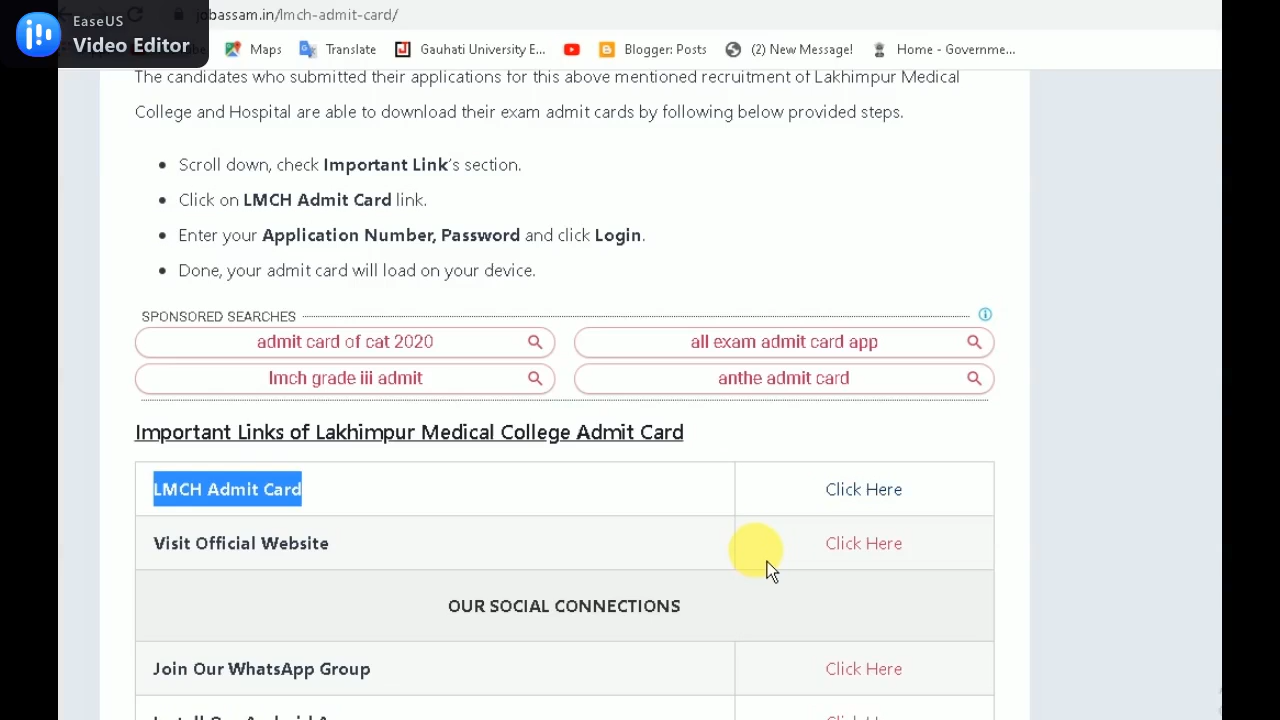 EaseUS
Video Editor
jobassam.in/lmch-admit-card/
Maps
Translate
Gauhati University E...
Blogger: Posts
(2) New Message!
Home - Governme...
The candidates who submitted their applications for this above mentioned recruitment of Lakhimpur Medical
College and Hospital are able to download their exam admit cards by following below provided steps.
Scroll down, check Important Link's section.
Click on LMCH Admit Card link.
Enter your Application Number, Password and click Login.
Done, your admit card will load on your device.
SPONSORED SEARCHES
admit card of cat 2020
all exam admit card app
lmch grade iii admit
anthe admit card
Important Links of Lakhimpur Medical College Admit Card
LMCH Admit Card Click Here
Visit Official Website Click Here
OUR SOCIAL CONNECTIONS
Join Our WhatsApp Group Click Here